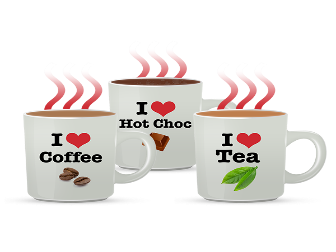 I ❤
Coffee
I ❤
Hot Choc
I ❤
Tea